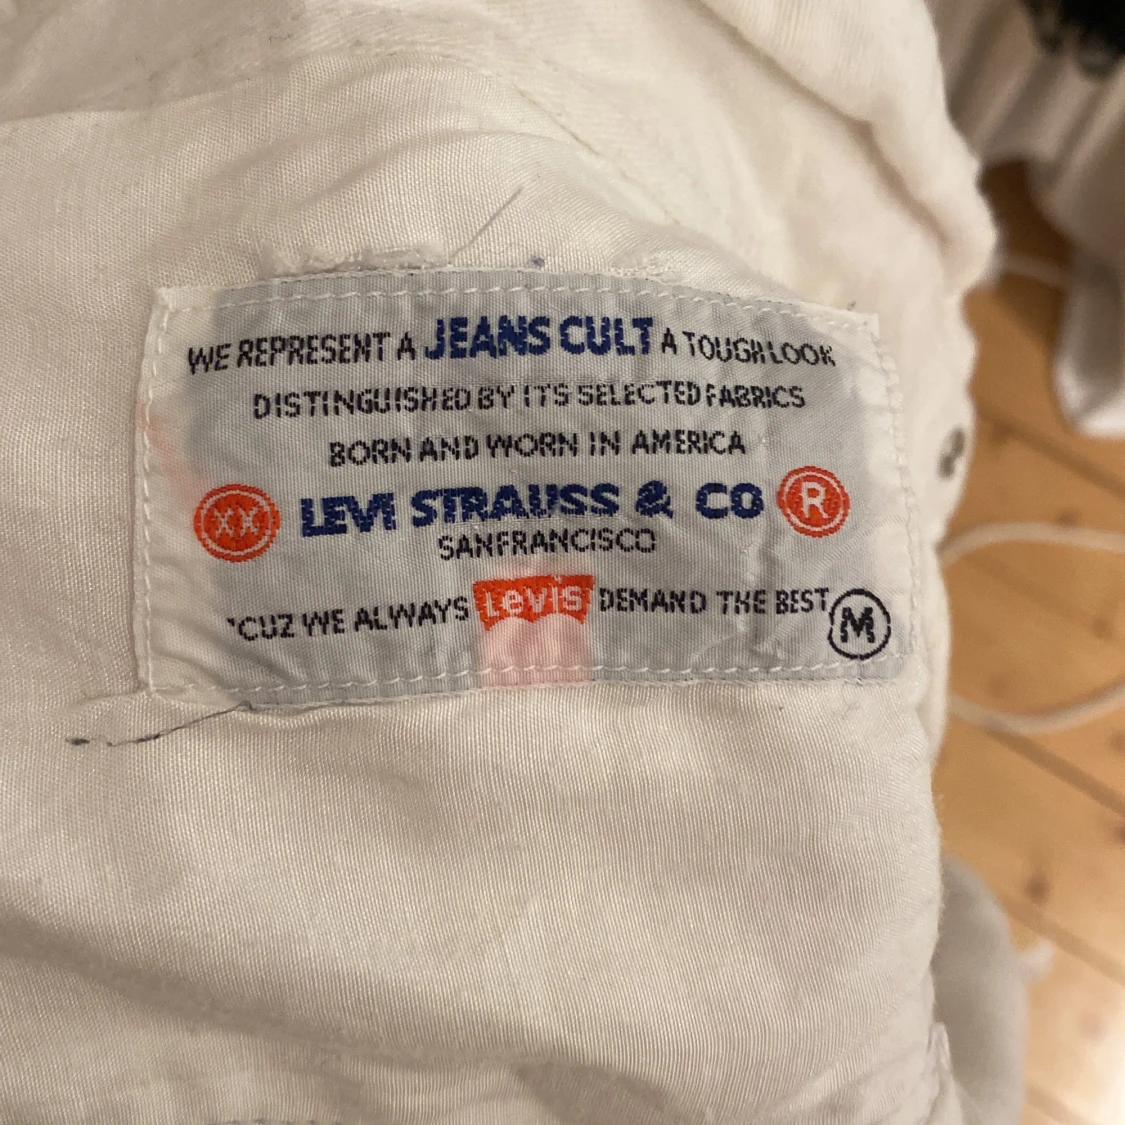 WE REPRESENT A JEANS CULT A TOUGH LOOK
DISTINGUISHED BY ITS SELECTED FABRICS
BORN AND WORN IN AMERICA
XX LEVI STRAUSS & CO R
SANFRANCISCO
'CUZ WE ALWAYS Levi's DEMAND THE BEST M